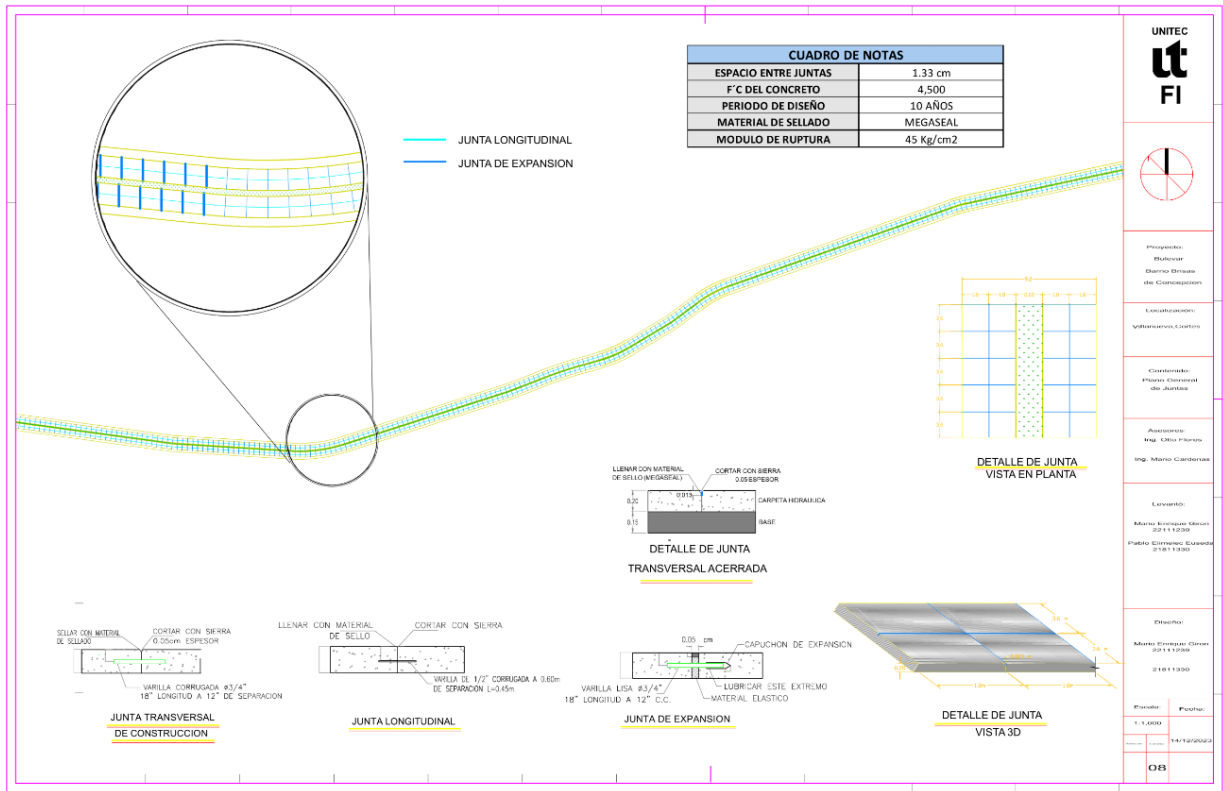 CUADRO DE NOTAS
ESPACIO ENTRE JUNTAS 1.33 cm
F´C DEL CONCRETO 4,500
PERIODO DE DISEÑO 10 AÑOS
MATERIAL DE SELLADO MEGASEAL
MODULO DE RUPTURA 45 Kg/cm2
JUNTA LONGITUDINAL
JUNTA DE EXPANSION
UNITEC
ut
FI
Proyecto:
Bulevar
Barrio Brisas
de Concepcion
Localizacion:
Villanueva,Cortes
Contenido:
Plano General
de Juntas
Asesores:
Ing. Otto Flores
Ing. Mario Cardenas
Levantó:
Mario Enrique Giron
22111239
Pablo Elmelec Euseda
21811330
Diseño:
Mario Enrique Giron
22111239
21811330
Escala:
Fecha:
1:1,000
14/12/2023
08
DETALLE DE JUNTA
VISTA EN PLANTA
LLENAR CON MATERIAL
DE SELLO (MEGASEAL)
CORTAR CON SIERRA
0.05 ESPESOR
0.013
0.20
0.15
CARPETA HIDRAULICA
BASE
DETALLE DE JUNTA
TRANSVERSAL ACERRADA
SELLAR CON MATERIAL
DE SELLADO
CORTAR CON SIERRA
0.05cm ESPESOR
VARILLA CORRUGADA ø3/4"
18" LONGITUD A 12" DE SEPARACION
JUNTA TRANSVERSAL
DE CONSTRUCCION
LLENAR CON MATERIAL
DE SELLO
CORTAR CON SIERRA
VARILLA DE 1/2" CORRUGADA A 0.60m
DE SEPARACION L=0.45m
JUNTA LONGITUDINAL
0.05 cm
CAPUCHON DE EXPANSION
VARILLA LISA ø3/4"
18" LONGITUD A 12" C.C.
LUBRICAR ESTE EXTREMO
MATERIAL ELASTICO
JUNTA DE EXPANSION
DETALLE DE JUNTA
VISTA 3D